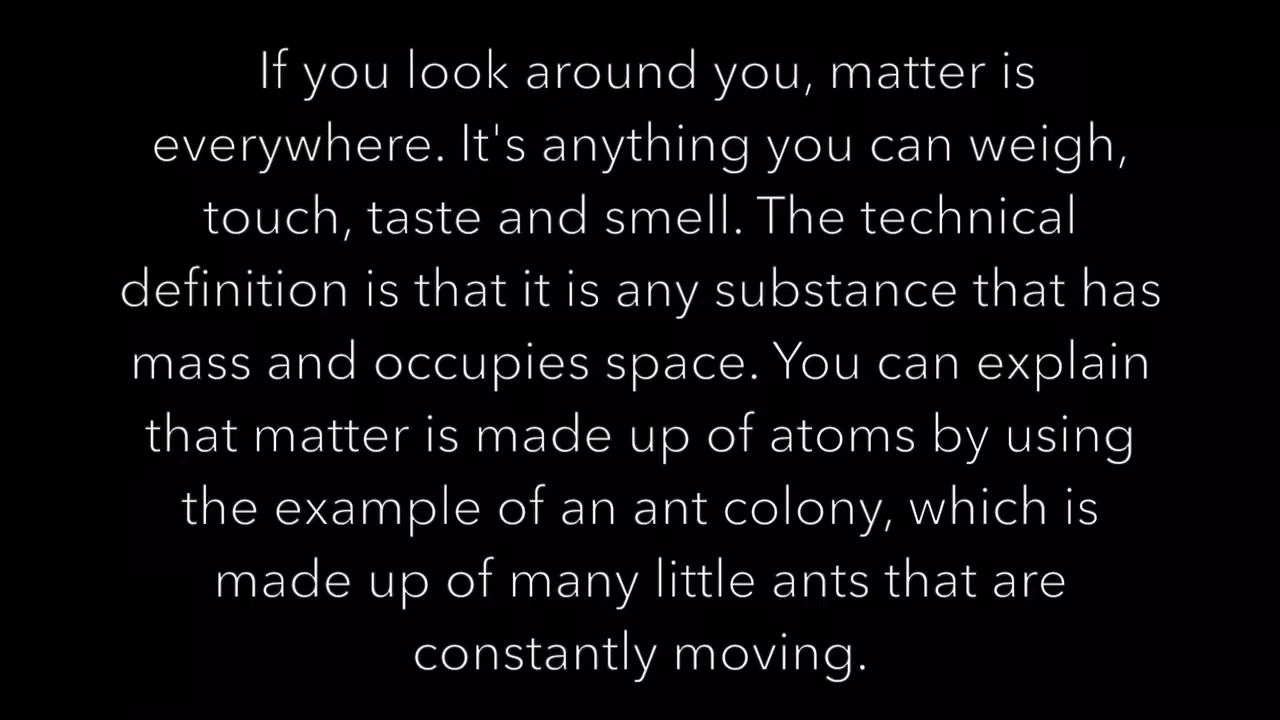 If you look around you, matter is
everywhere. It's anything you can weigh,
touch, taste and smell. The technical
definition is that it is any substance that has
mass and occupies space. You can explain
that matter is made up of atoms by using
the example of an ant colony, which is
made up of many little ants that are
constantly moving.